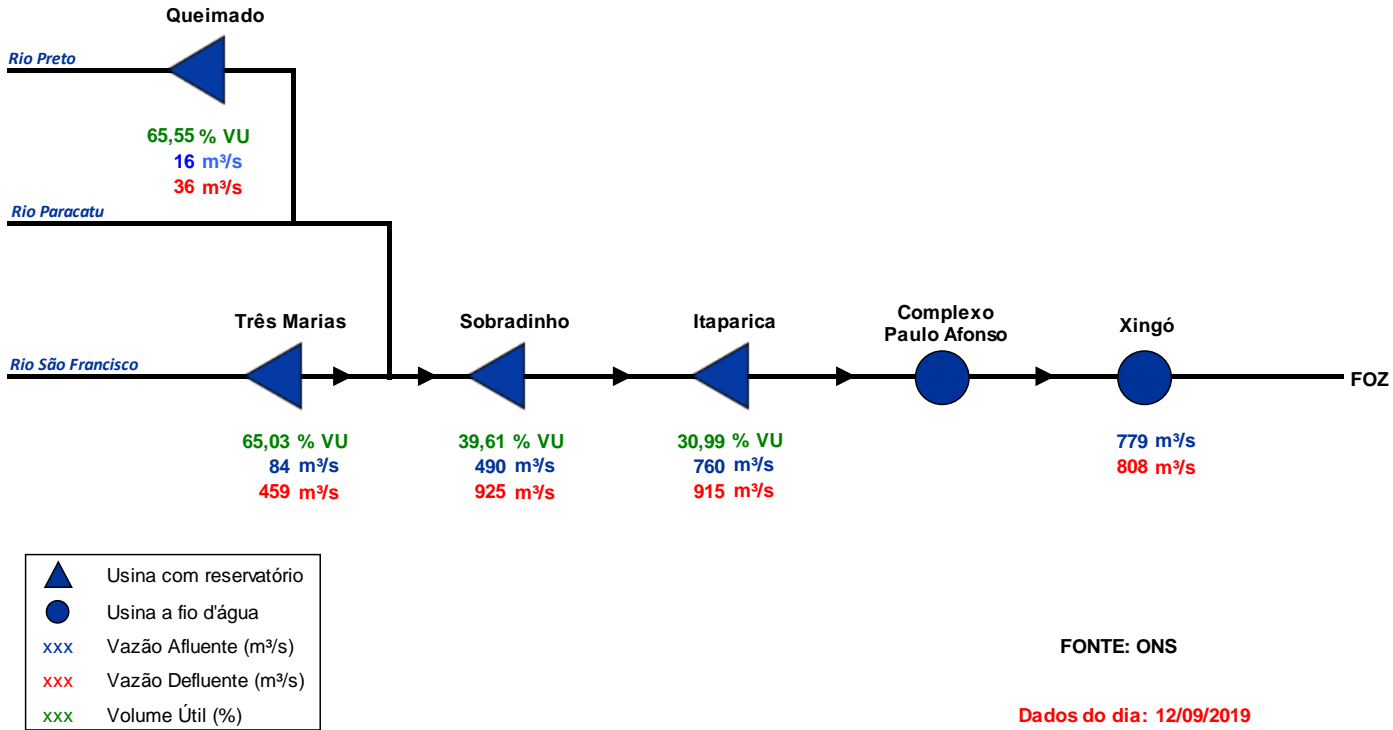 Queimado
Rio Preto
65,55 % VU
16 m³/s
36 m³/s
Rio Paracatu
Três Marias
Sobradinho
Itaparica
Complexo
Paulo Afonso
Xingó
Rio São Francisco
FOZ
65,03 % VU
84 m³/s
459 m³/s
39,61 % VU
490 m³/s
925 m³/s
30,99 % VU
760 m³/s
915 m³/s
779 m³/s
808 m³/s
Usina com reservatório
Usina a fio d'água
xxx Vazão Afluente (m³/s)
xxx Vazão Defluente (m³/s)
xxx Volume Útil (%)
FONTE: ONS
Dados do dia: 12/09/2019